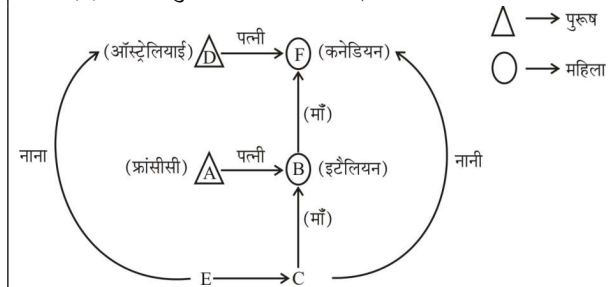 पुरूष
पत्नी
(ऑस्ट्रेलियाई) D F (कनेडियन)
महिला
(माँ)
नाना
पत्नी
नानी
(फ्रांसीसी) A B (इटैलियन)
(माँ)
E C